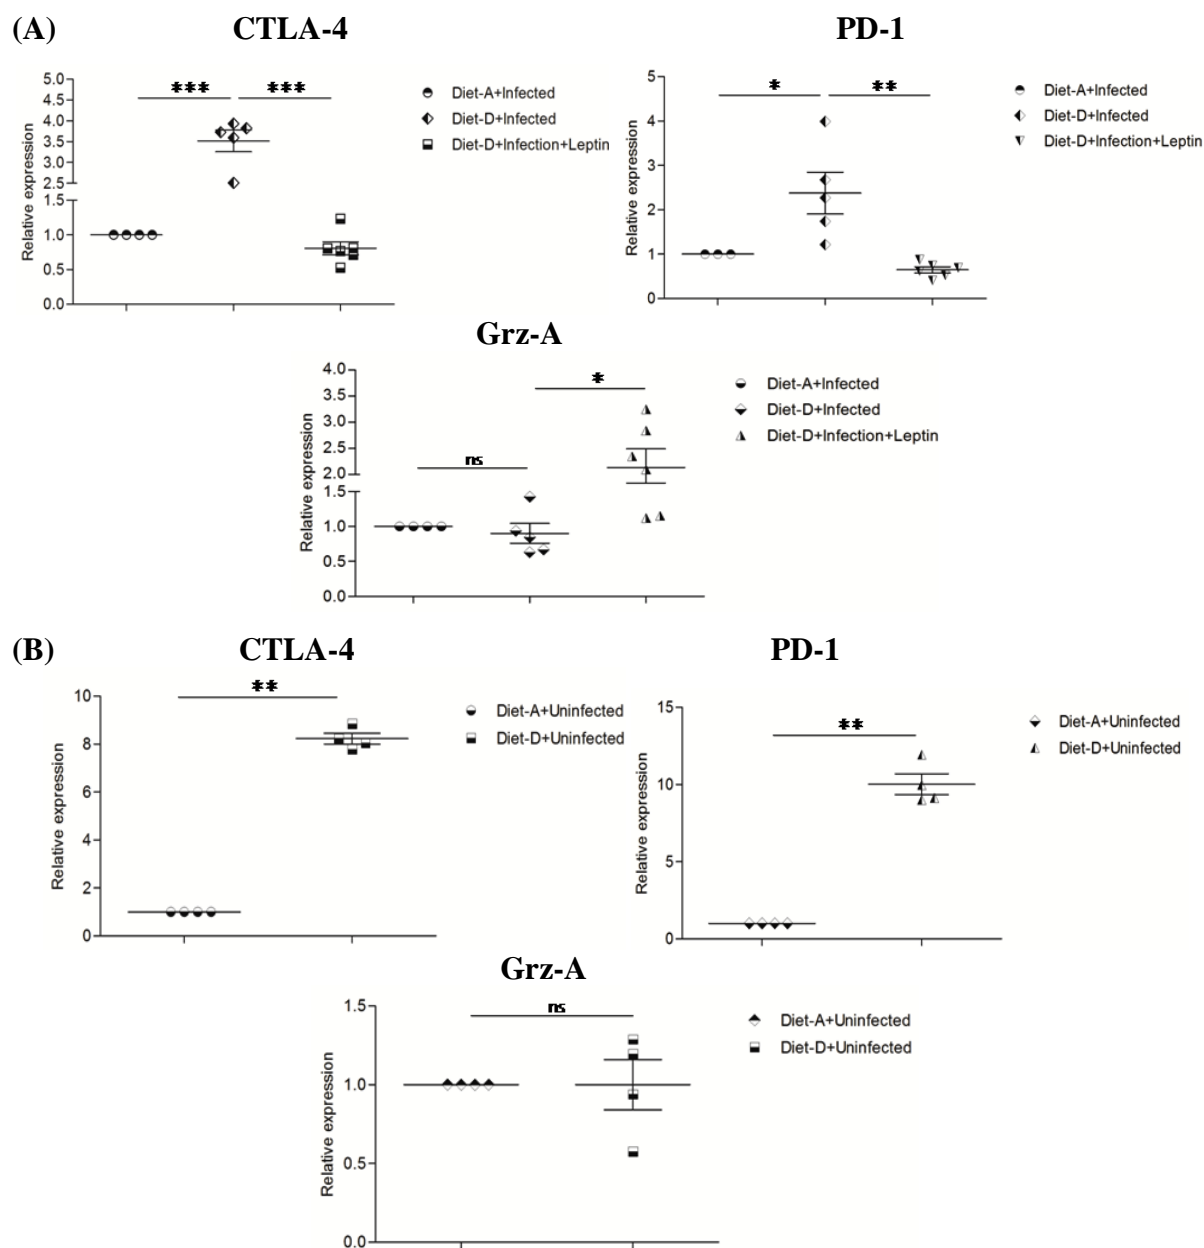 (A)
CTLA-4
PD-1
***
***
5.0
4.5
4.0
3.5
3.0
2.5
1.5
1.0
0.5
0.0
Relative expression
Diet-A+Infected
Diet-D+Infected
Diet-D+Infection+Leptin
*
**
5
4
3
2
1
0
Relative expression
Diet-A+Infected
Diet-D+Infected
Diet-D+Infection+Leptin
Grz-A
ns
*
4.0
3.5
3.0
2.5
2.0
1.5
1.0
0.5
0.0
Relative expression
Diet-A+Infected
Diet-D+Infected
Diet-D+Infection+Leptin
(B)
CTLA-4
PD-1
**
10
8
6
4
2
0
Relative expression
Diet-A+Uninfected
Diet-D+Uninfected
**
15
10
5
0
Relative expression
Diet-A+Uninfected
Diet-D+Uninfected
Grz-A
ns
1.5
1.0
0.5
0.0
Relative expression
Diet-A+Uninfected
Diet-D+Uninfected